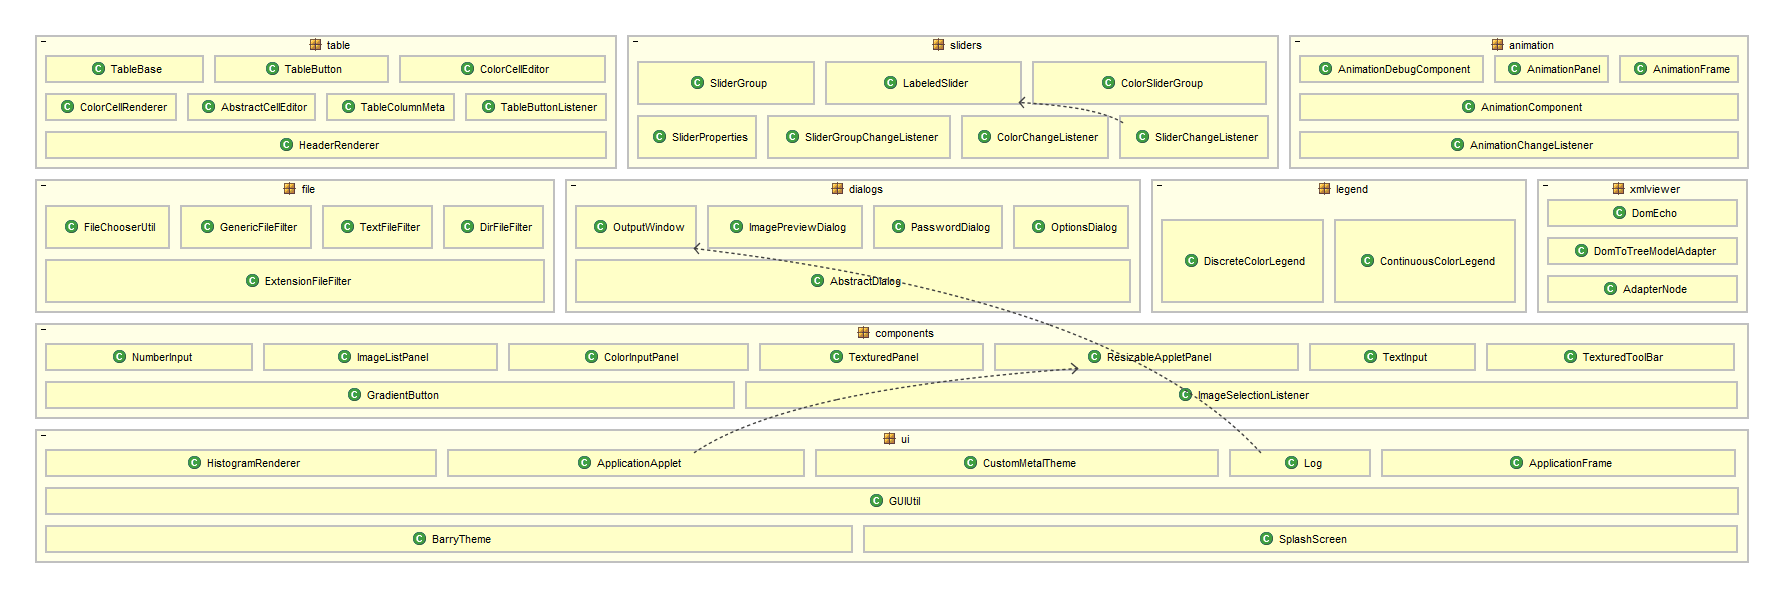 table
TableBase
TableButton
ColorCellEditor
ColorCellRenderer
AbstractCellEditor
TableColumnMeta
TableButtonListener
HeaderRenderer
sliders
SliderGroup
LabeledSlider
ColorSliderGroup
SliderProperties
SliderGroupChangeListener
ColorChangeListener
SliderChangeListener
animation
AnimationDebugComponent
AnimationPanel
AnimationFrame
AnimationComponent
AnimationChangeListener
file
FileChooserUtil
GenericFileFilter
TextFileFilter
DirFileFilter
ExtensionFileFilter
dialogs
OutputWindow
ImagePreviewDialog
PasswordDialog
OptionsDialog
AbstractDialog
legend
DiscreteColorLegend
ContinuousColorLegend
xmlviewer
DomEcho
DomToTreeModelAdapter
AdapterNode
components
NumberInput
ImageListPanel
ColorInputPanel
TexturedPanel
ResizableAppletPanel
TextInput
TexturedToolBar
GradientButton
ImageSelectionListener
ui
HistogramRenderer
ApplicationApplet
CustomMetalTheme
Log
ApplicationFrame
GUIUtil
BarryTheme
SplashScreen